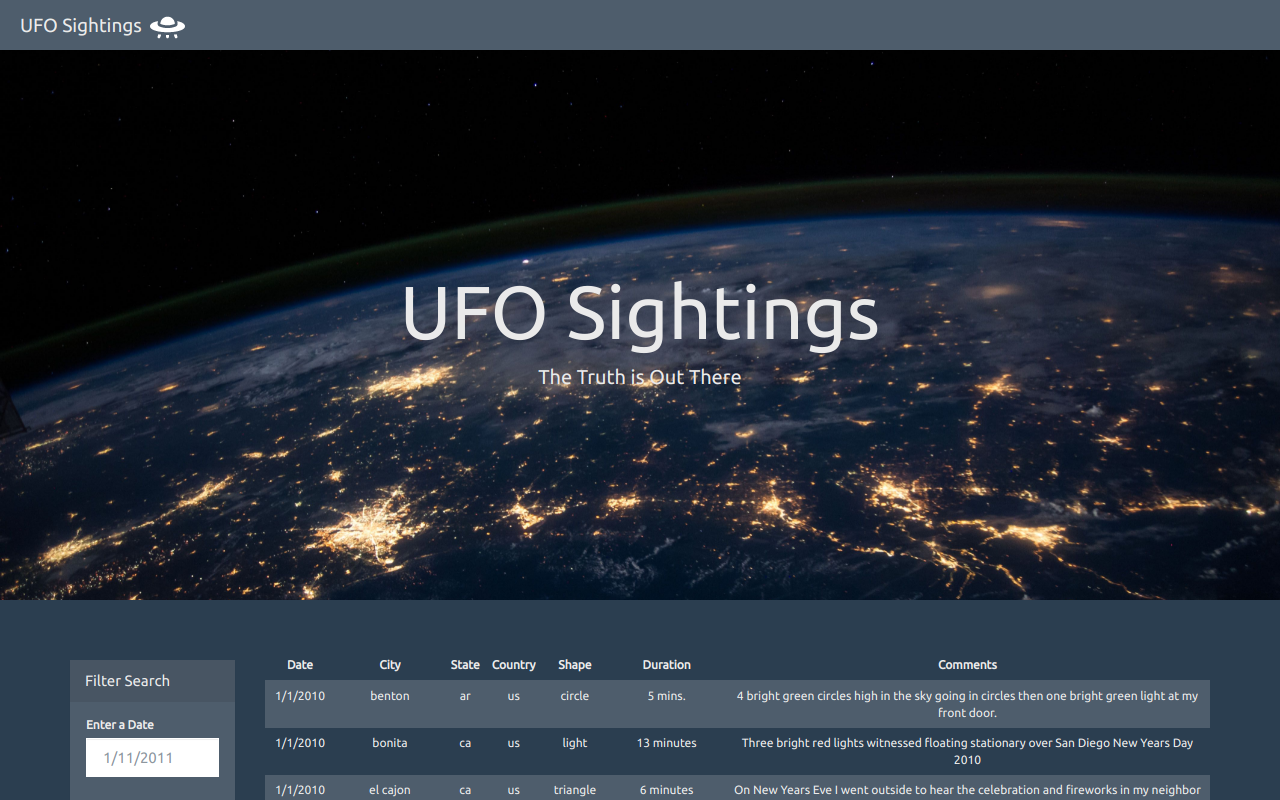 UFO Sightings
UFO Sightings
The Truth is Out There
Filter Search
Enter a Date
1/11/2011
Date City State Country Shape Duration Comments
1/1/2010 benton ar us circle 5 mins. 4 bright green circles high in the sky going in circles then one bright green light at my
front door.
1/1/2010 bonita ca us light 13 minutes Three bright red lights witnessed floating stationary over San Diego New Years Day
2010
1/1/2010 el cajon ca us triangle 6 minutes On New Years Eve I went outside to hear the celebration and fireworks in my neighbor